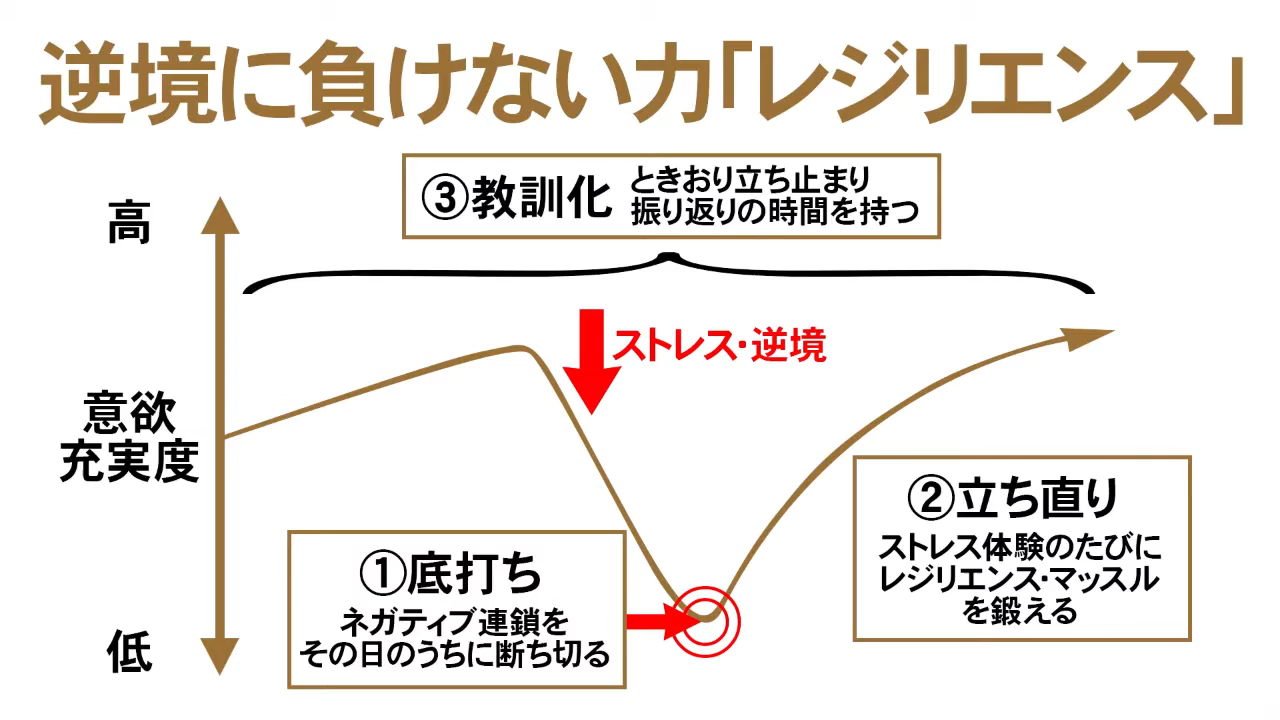 逆境に負けない力「レジリエンス」
③教訓化
ときおり立ち止まり
振り返りの時間を持つ
高
ストレス・逆境
意欲
充実度
②立ち直り
ストレス体験のたびに
レジリエンス・マッスル
を鍛える
①底打ち
ネガティブ連鎖を
その日のうちに断ち切る
低